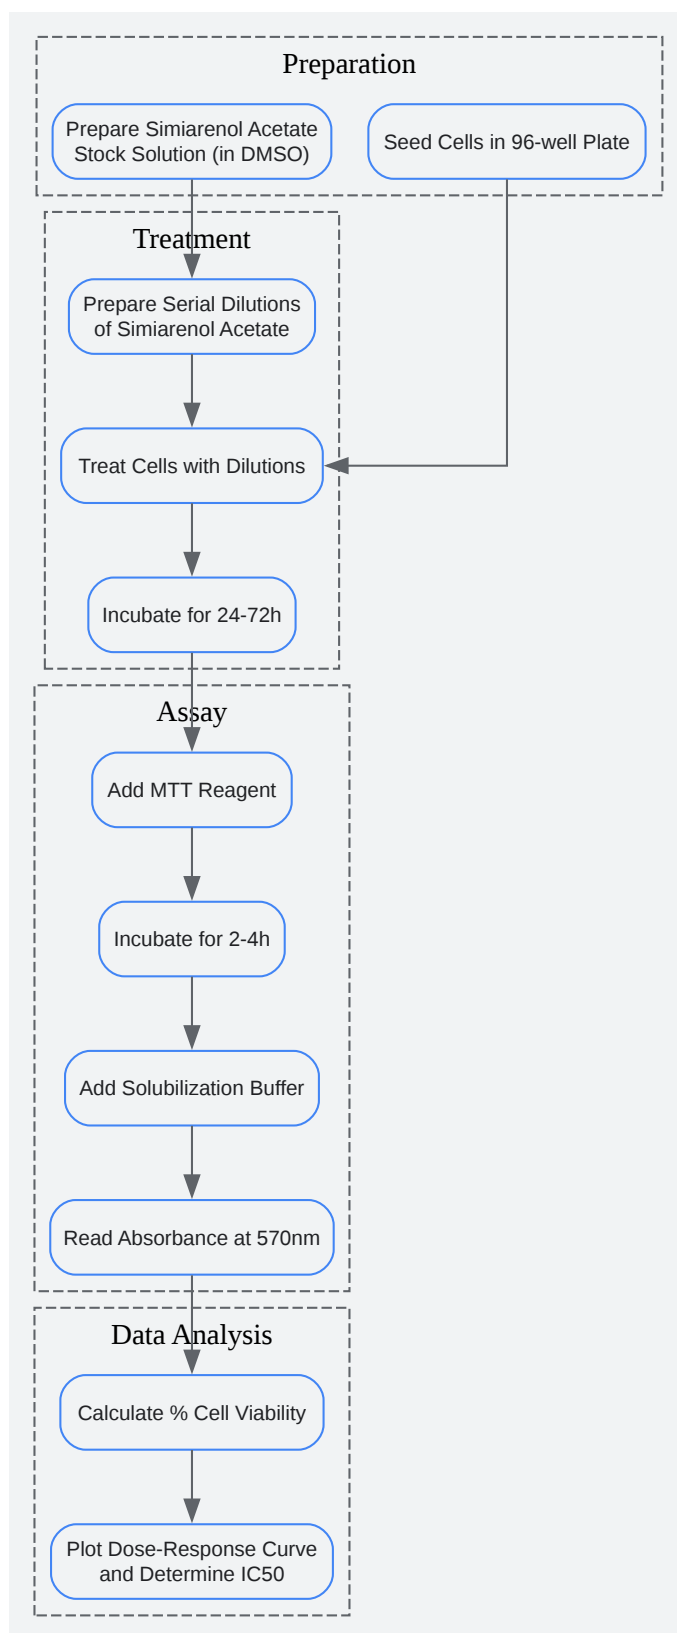 Preparation
Prepare Simiarenol Acetate
Stock Solution (in DMSO)
Seed Cells in 96-well Plate
Treatment
Prepare Serial Dilutions
of Simiarenol Acetate
Treat Cells with Dilutions
Incubate for 24-72h
Assay
Add MTT Reagent
Incubate for 2-4h
Add Solubilization Buffer
Read Absorbance at 570nm
Data Analysis
Calculate % Cell Viability
Plot Dose-Response Curve
and Determine IC50